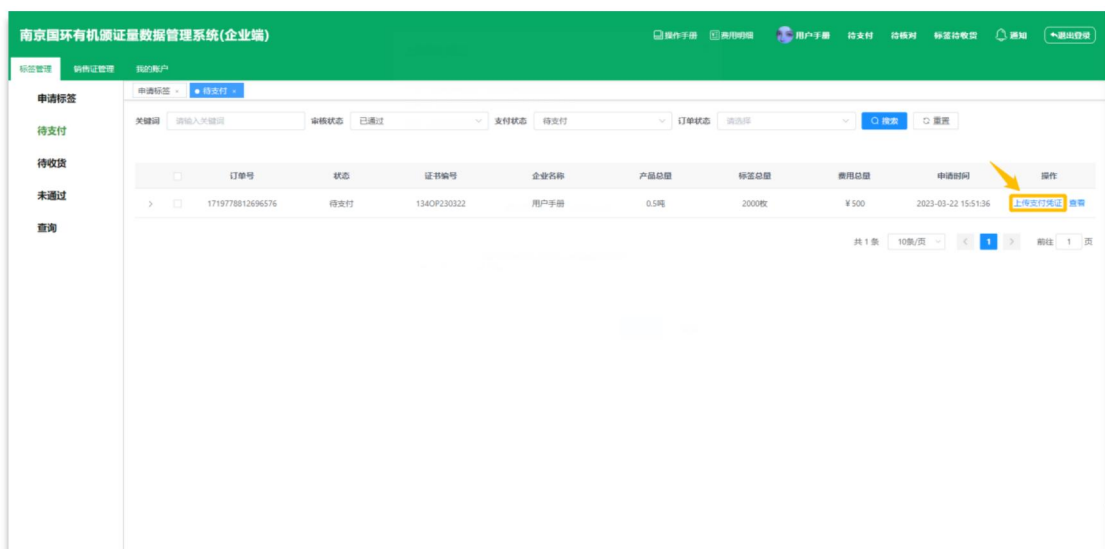 南京国环有机颁证量数据管理系统(企业端)
操作手册 费用明细 用户手册 待支付 待核对 标签待收货 通知 退出登录
标签管理 销售证管理 我的账户
申请标签 × 待支付 ×
申请标签
待支付
待收货
未通过
查询
关键词 请输入关键词 审核状态 已通过 支付状态 待支付 订单状态 请选择 搜索 重置
订单号 状态 证书编号 企业名称 产品总量 标签总量 费用总量 申请时间 操作
1719778812696576 待支付 134OP230322 用户手册 0.5吨 2000枚 ¥500 2023-03-22 15:51:36 上传支付凭证 查看
共 1 条 10条/页 < 1 > 前往 1 页